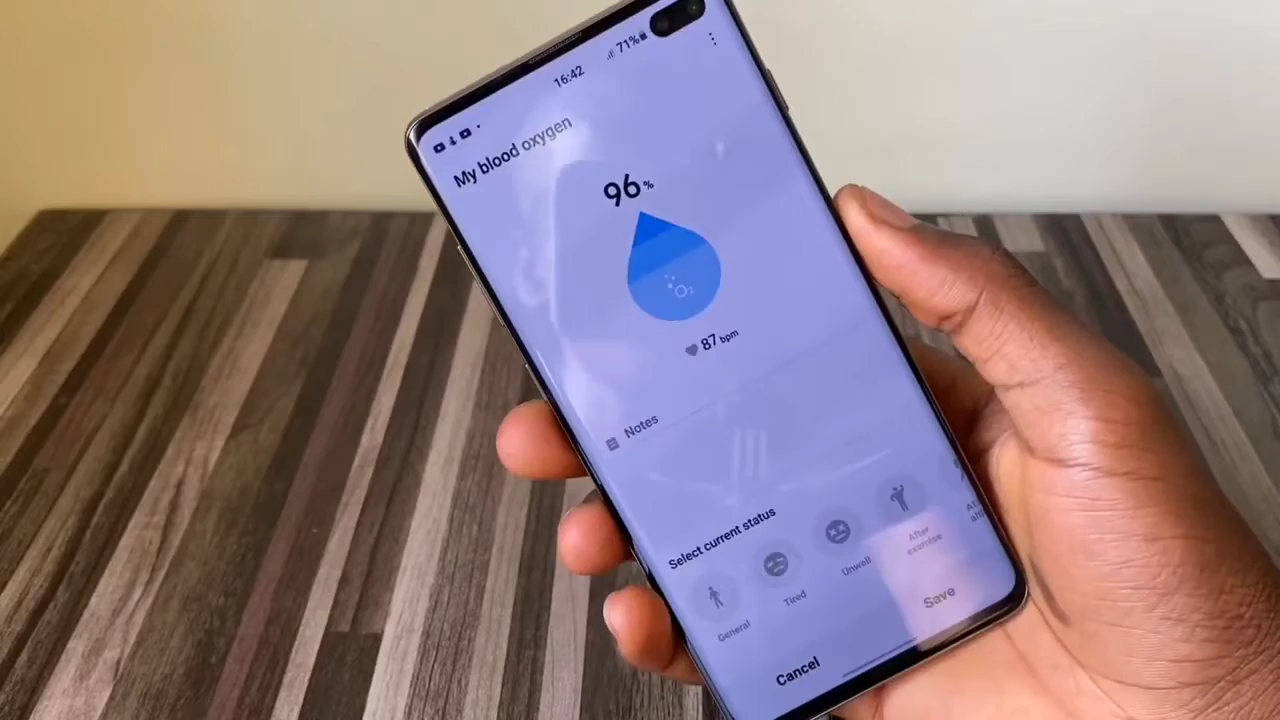 16:42
71%
My blood oxygen
96%
O2
87 bpm
Notes
Select current status
General
Tired
Unwell
After
exercise
Cancel
Save